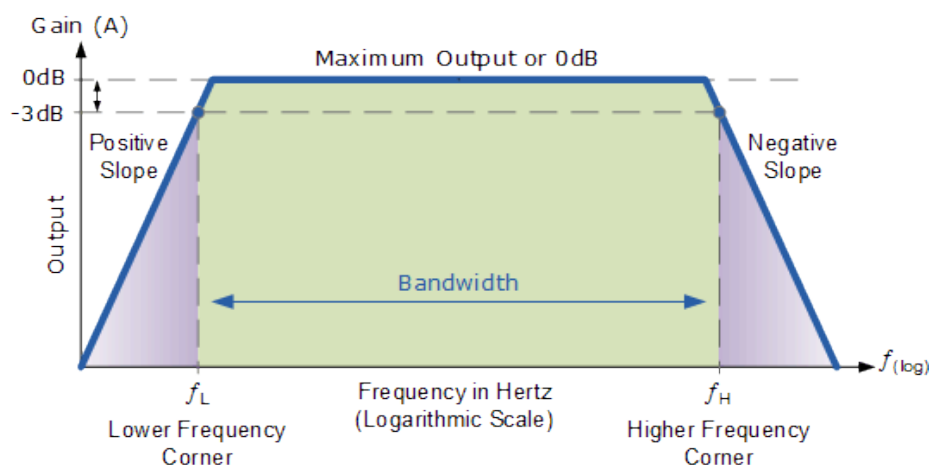 Gain (A)
Maximum Output or 0dB
0dB
-3dB
Positive
Slope
Negative
Slope
Output
Bandwidth
f(log)
fL
Frequency in Hertz
(Logarithmic Scale)
fH
Lower Frequency
Corner
Higher Frequency
Corner